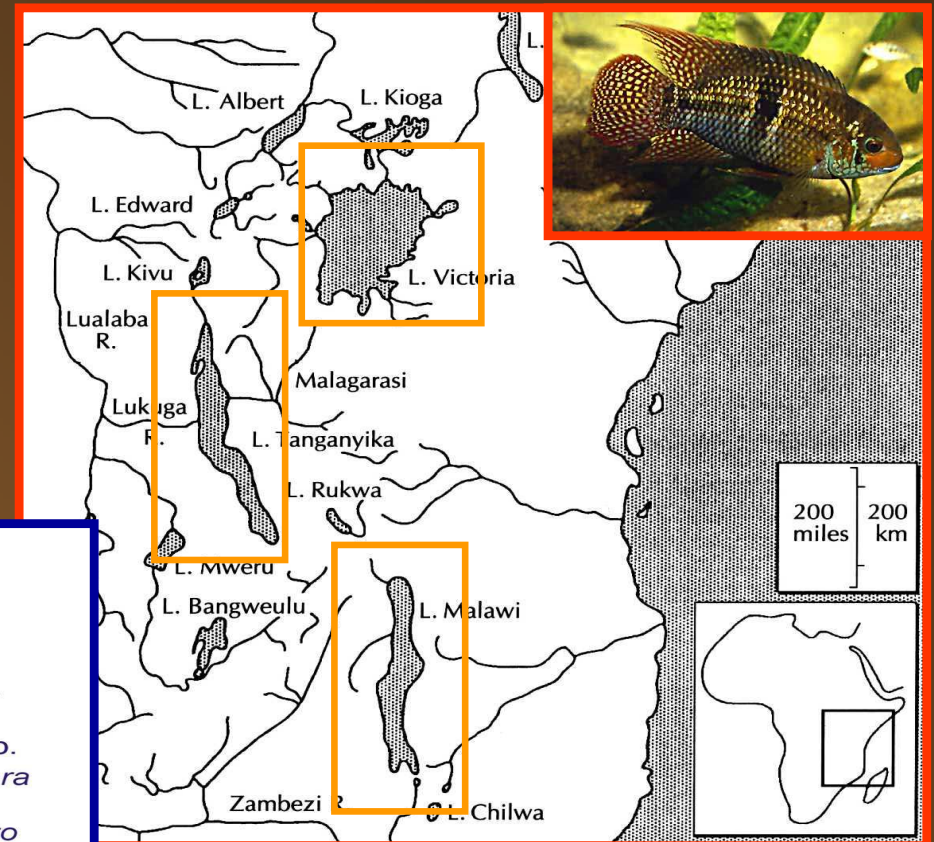 L.
L. Albert
L. Kioga
L. Edward
L. Kivu
L. Victoria
Lualaba
R.
Malagarasi
Lukuga
R.
L. Tanganyika
L. Rukwa
200 miles
200 km
L. Mweru
L. Bangweulu
L. Malawi
Zambezi R.
L. Chilwa